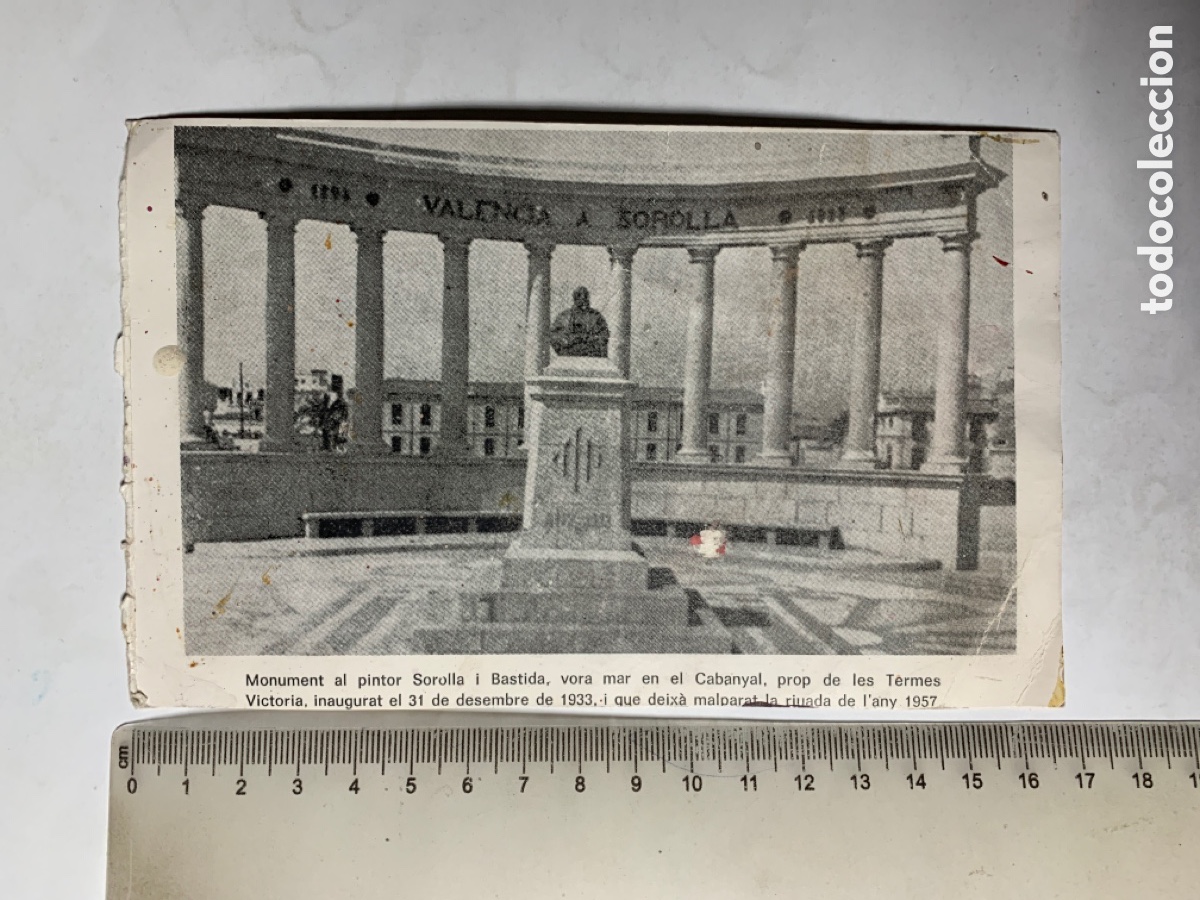 VALENCIA A SOROLLA
Monument al pintor Sorolla i Bastida, vora mar en el Cabanyal, prop de les Tèrmes
Victoria, inaugurat el 31 de desembre de 1933, i que deixà malparat la riuada de l'any 1957
cm
0 1 2 3 4 5 6 7 8 9 10 11 12 13 14 15 16 17 18
todocoleccion